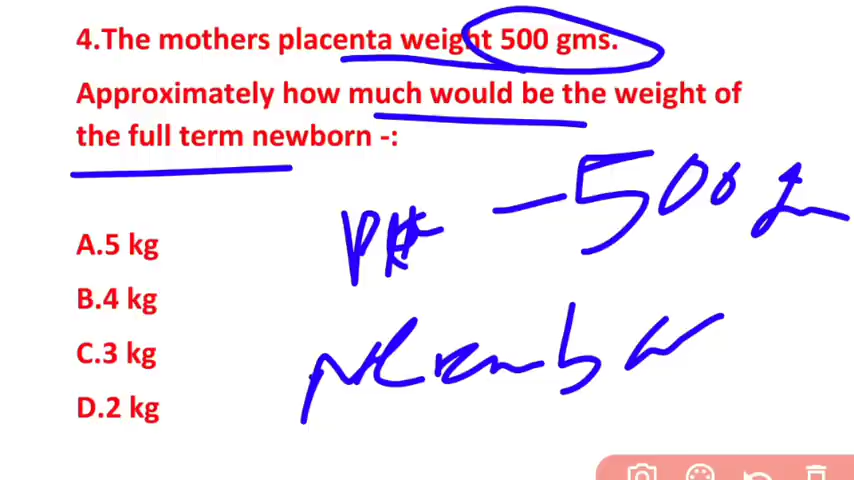 4.The mothers placenta weight 500 gms.
Approximately how much would be the weight of
the full term newborn -:
A.5 kg
B.4 kg
C.3 kg
D.2 kg
- 500 g